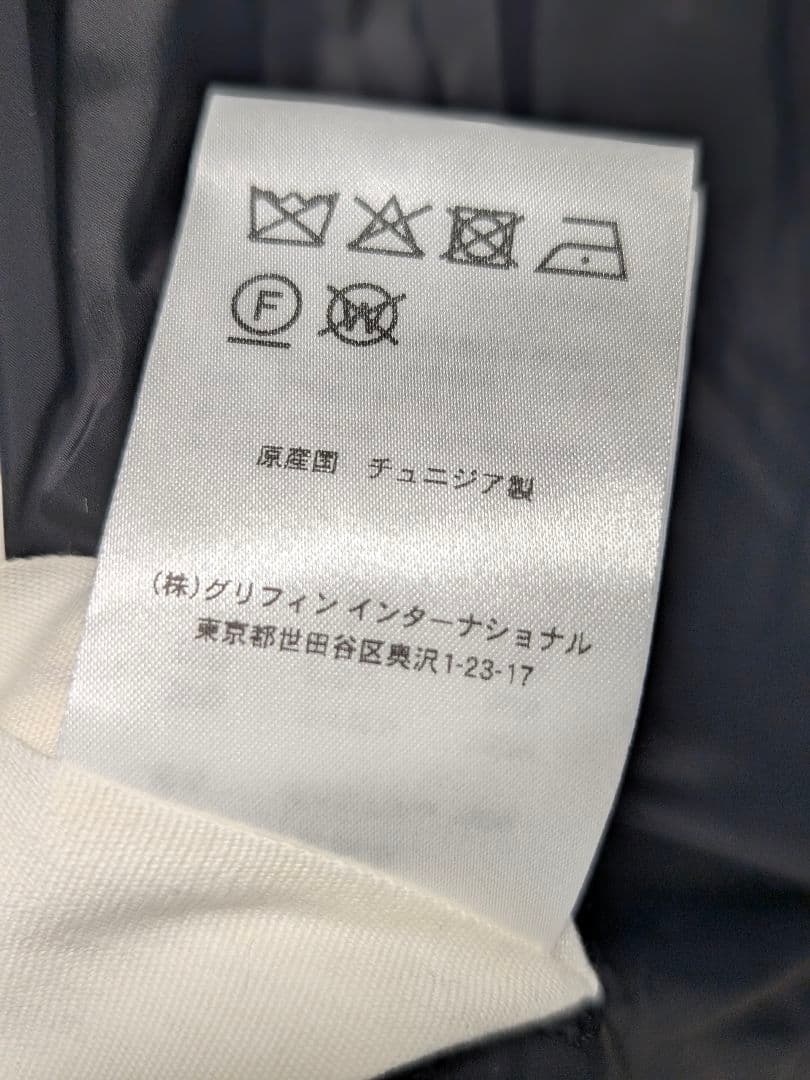 F W
原産国 チュニジア製
(株)グリフィン インターナショナル
東京都世田谷区奥沢1-23-17